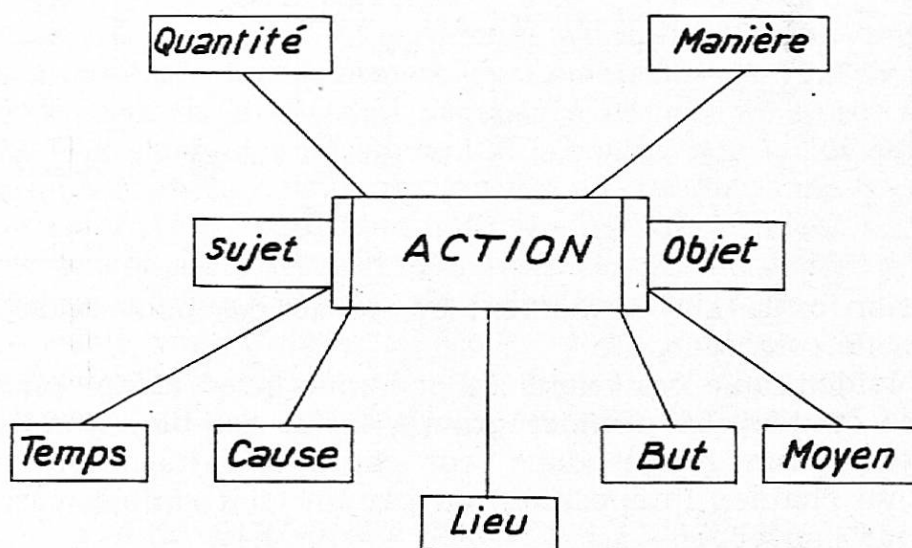 Quantité
Manière
sujet
ACTION
Objet
Temps
Cause
But
Moyen
Lieu